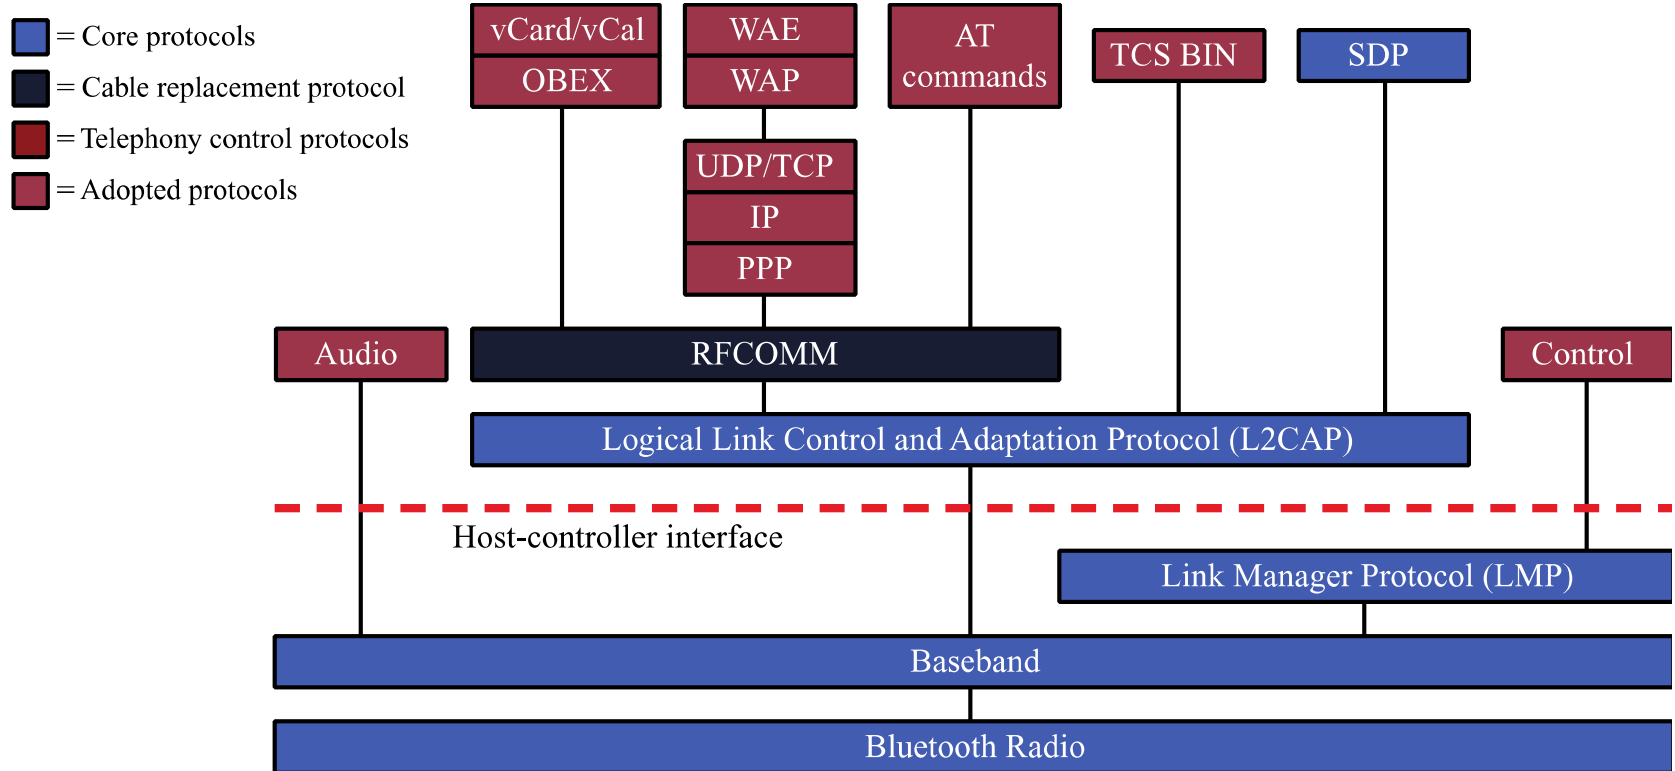 = Core protocols
= Cable replacement protocol
= Telephony control protocols
= Adopted protocols
vCard/vCal
OBEX
WAE
WAP
UDP/TCP
IP
PPP
AT
commands
TCS BIN
SDP
Audio
RFCOMM
Control
Logical Link Control and Adaptation Protocol (L2CAP)
Host-controller interface
Link Manager Protocol (LMP)
Baseband
Bluetooth Radio